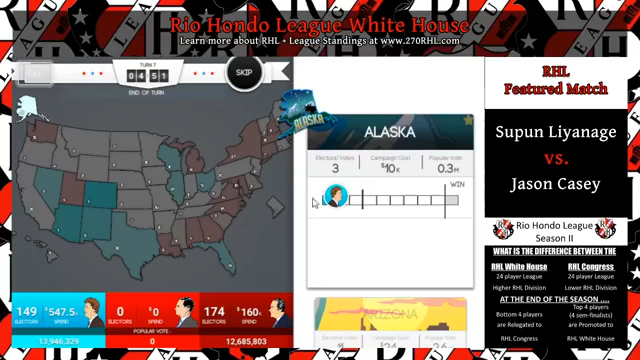 Rio Hondo League White House
Learn more about RHL + League Standings at www.270RHL.com
TURN 7
04 51
END OF TURN
SKIP
ALASKA
ALASKA
Electoral Votes
3
Campaign Cost
$10K
Popular Vote
0.3M
WIN
ARIZONA
149
ELECTORS
$547.5K
SPEND
0
ELECTORS
$0
SPEND
174
ELECTORS
$160K
SPEND
POPULAR VOTE:
13,946,329
0
12,685,803
RHL
Featured Match
Supun Liyanage
vs.
Jason Casey
Rio Hondo League
Season II
WHAT IS THE DIFFERENCE BETWEEN THE
RHL White House
24 player League
Higher RHL Division
RHL Congress
24 player League
Lower RHL Division
AT THE END OF THE SEASON ....
Bottom 4 players
are Relegated to
RHL Congress
Top 4 players
(4 semi-finalists)
are Promoted to
RHL White House